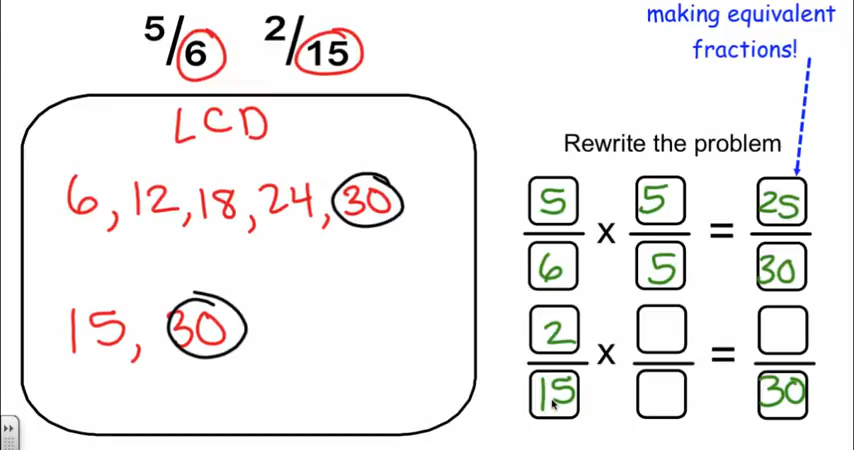 5/6 2/15
making equivalent
fractions!
LCD
6, 12, 18, 24, 30
15, 30
Rewrite the problem
5/6 x 5/5 = 25/30
2/15 x = /30